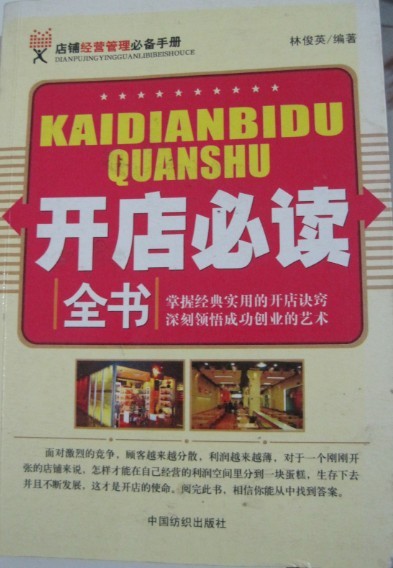 店铺经营管理必备手册
DIANPUJINGYINGGUANLIBIBEISHOUCE
林俊英/编著
KAIDIANBIDU
QUANSHU
开店必读
全书
掌握经典实用的开店诀窍
深刻领悟成功创业的艺术
面对激烈的竞争，顾客越来越分散，利润越来越薄，对于一个刚刚开
张的店铺来说，怎样才能在自己经营的利润空间里分到一块蛋糕，生存下去
并且不断发展，这才是开店的使命。阅完此书，相信你能从中找到答案。
中国纺织出版社